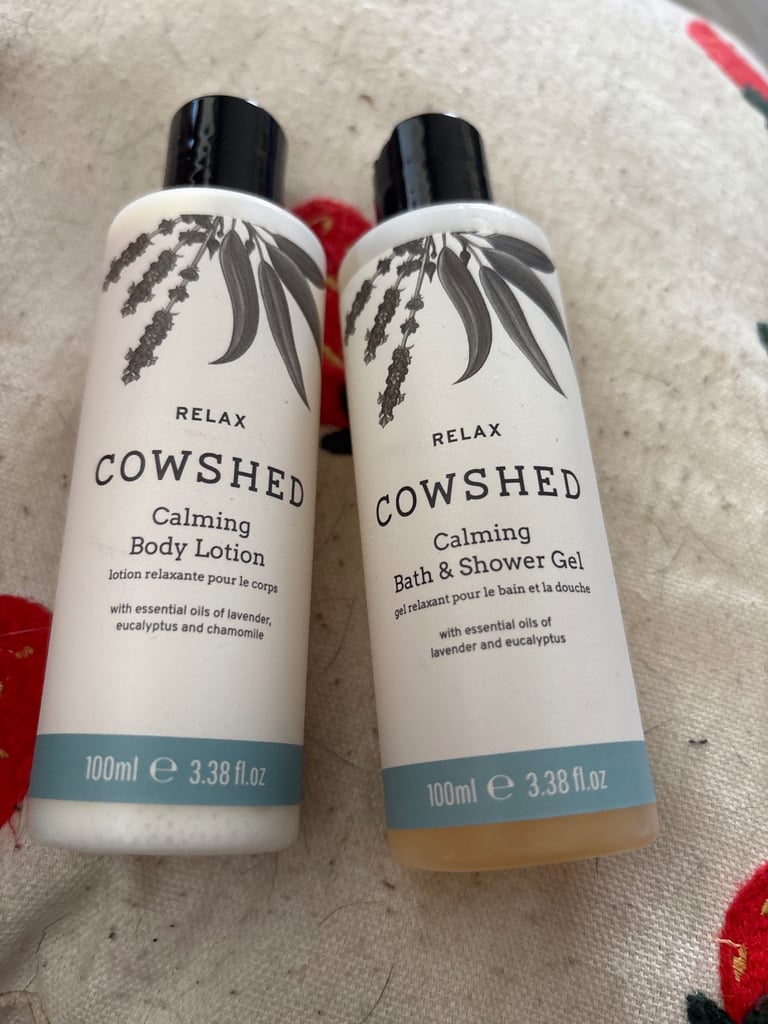 RELAX
COWSHED
Calming
Body Lotion
lotion relaxante pour le corps
with essential oils of lavender,
eucalyptus and chamomile
100ml ℮ 3.38 fl.oz
RELAX
COWSHED
Calming
Bath & Shower Gel
gel relaxant pour le bain et la douche
with essential oils of
lavender and eucalyptus
100ml ℮ 3.38 fl.oz